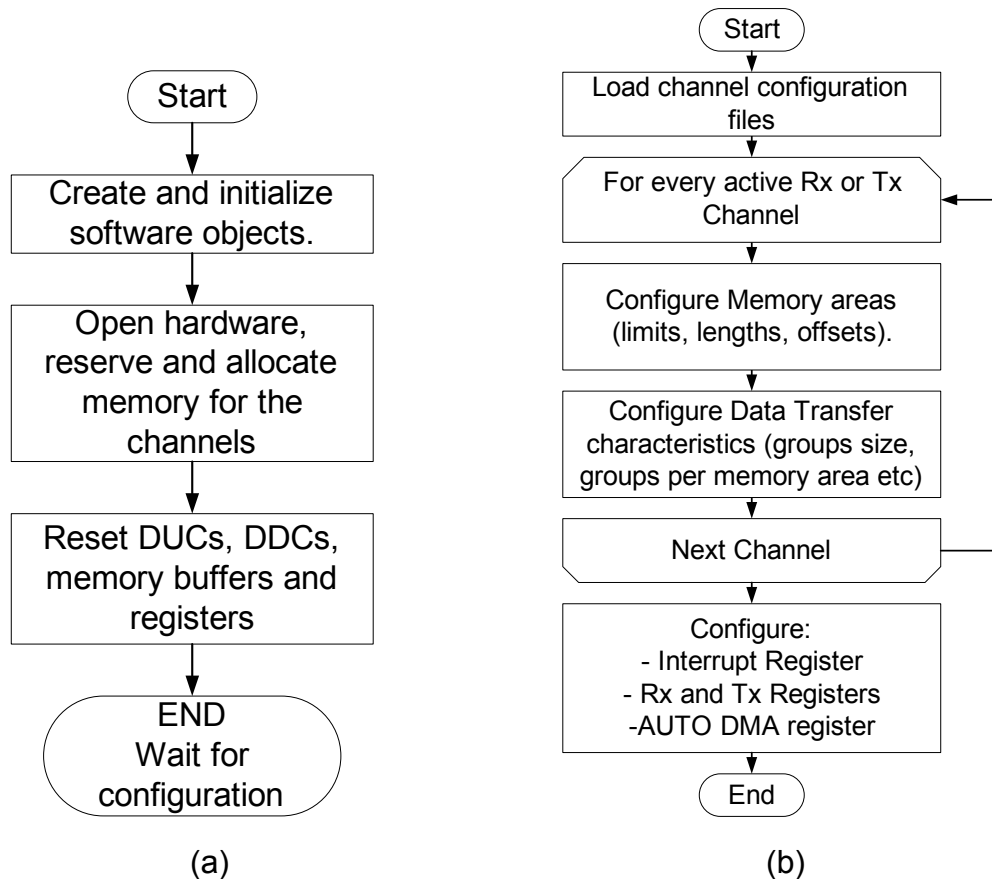 Start
Create and initialize
software objects.
Open hardware,
reserve and allocate
memory for the
channels
Reset DUCs, DDCs,
memory buffers and
registers
END
Wait for
configuration
(a)
Start
Load channel configuration
files
For every active Rx or Tx
Channel
Configure Memory areas
(limits, lengths, offsets).
Configure Data Transfer
characteristics (groups size,
groups per memory area etc)
Next Channel
Configure:
- Interrupt Register
- Rx and Tx Registers
-AUTO DMA register
End
(b)